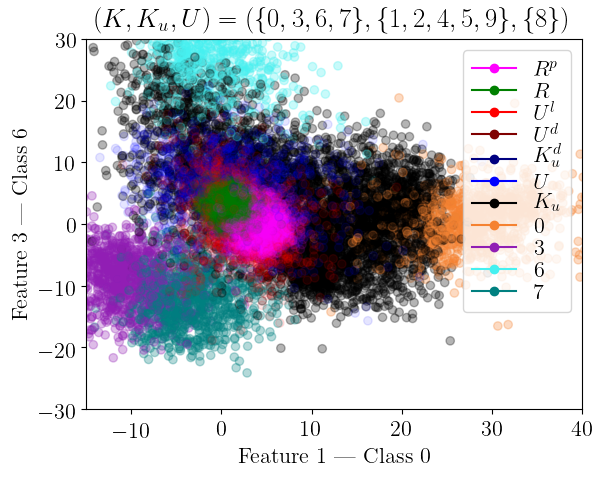 (K, K_u, U) = ({0, 3, 6, 7}, {1, 2, 4, 5, 9}, {8})
30
20
10
0
−10
−20
−30
Feature 3 — Class 6
R^p
R
U^l
U^d
K_u^d
U
K_u
0
3
6
7
−10
0
10
20
30
40
Feature 1 — Class 0